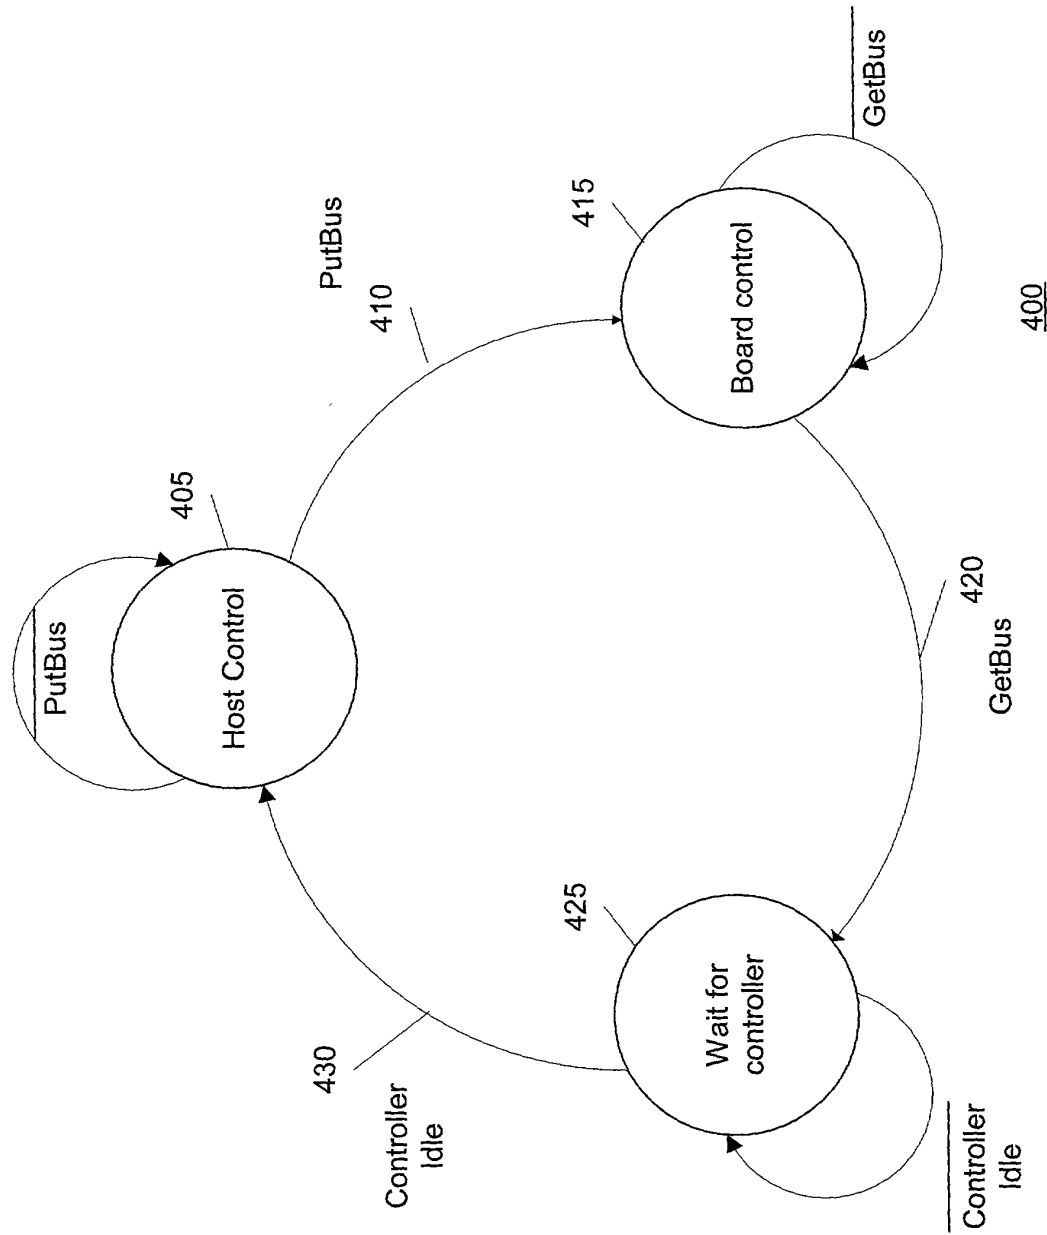 PutBus
Host Control
405
PutBus
410
415
Board control
GetBus
420
GetBus
425
Wait for
controller
430
Controller
Idle
Controller
Idle
400